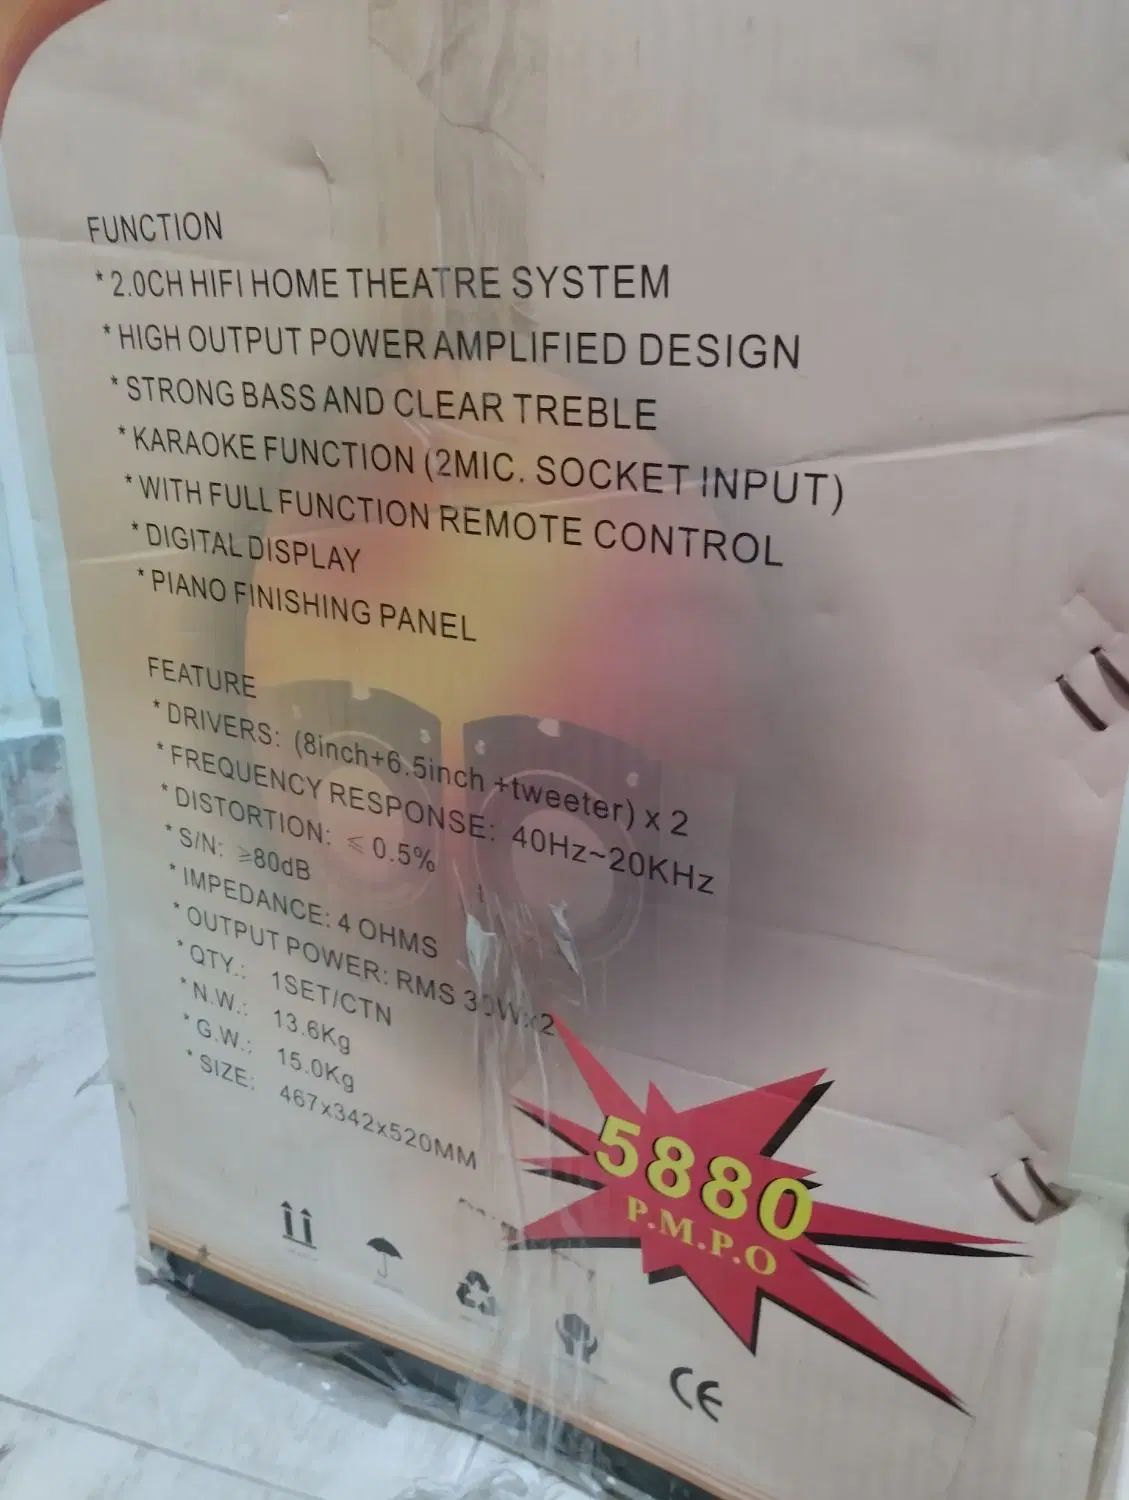 FUNCTION
* 2.0CH HIFI HOME THEATRE SYSTEM
* HIGH OUTPUT POWER AMPLIFIED DESIGN
* STRONG BASS AND CLEAR TREBLE
* KARAOKE FUNCTION (2MIC. SOCKET INPUT)
* WITH FULL FUNCTION REMOTE CONTROL
* DIGITAL DISPLAY
* PIANO FINISHING PANEL
FEATURE
* DRIVERS: (8inch+6.5inch +tweeter) x 2
* FREQUENCY RESPONSE: 40Hz~20KHz
* DISTORTION: ≤ 0.5%
* S/N: ≥80dB
* IMPEDANCE: 4 OHMS
* OUTPUT POWER: RMS 30Wx2
* QTY.: 1SET/CTN
* N.W.: 13.6Kg
* G.W.: 15.0Kg
* SIZE: 467x342x520MM
5880
P.M.P.O
CE